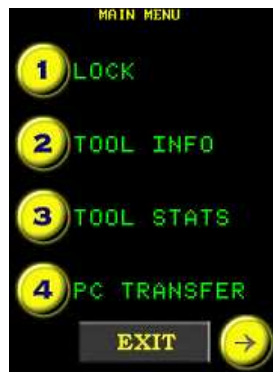 MAIN MENU
1 LOCK
2 TOOL INFO
3 TOOL STATS
4 PC TRANSFER
EXIT